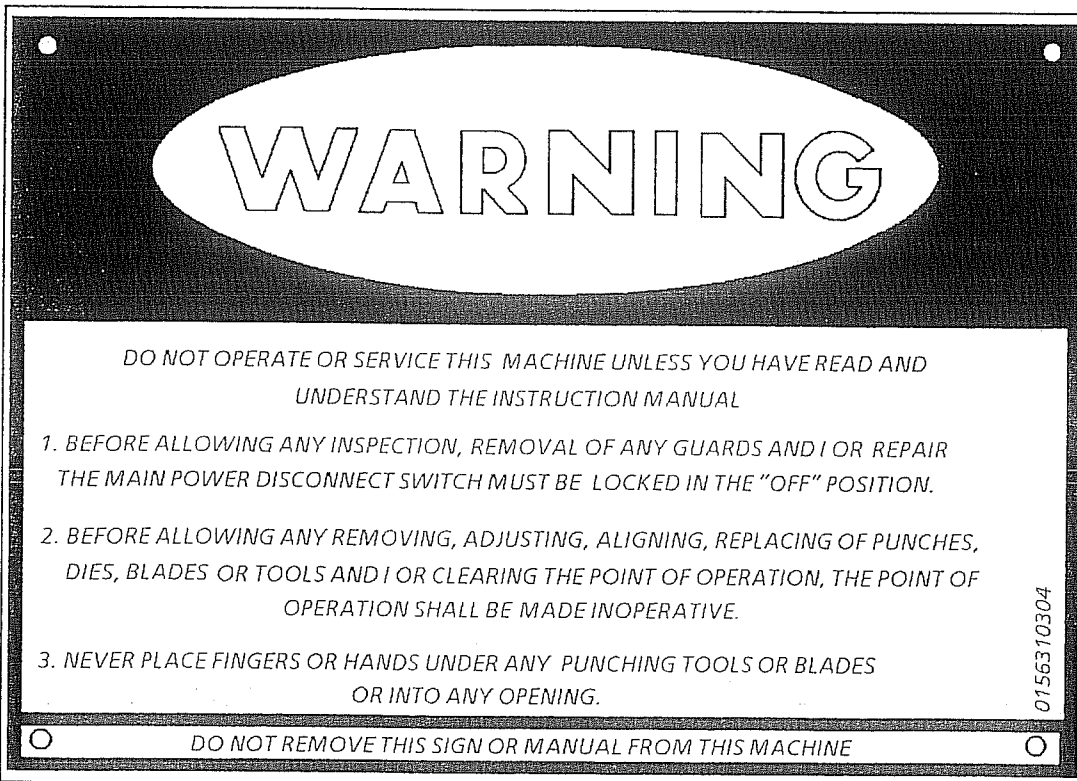 WARNING
DO NOT OPERATE OR SERVICE THIS MACHINE UNLESS YOU HAVE READ AND
UNDERSTAND THE INSTRUCTION MANUAL
1. BEFORE ALLOWING ANY INSPECTION, REMOVAL OF ANY GUARDS AND I OR REPAIR
THE MAIN POWER DISCONNECT SWITCH MUST BE LOCKED IN THE "OFF" POSITION.
2. BEFORE ALLOWING ANY REMOVING, ADJUSTING, ALIGNING, REPLACING OF PUNCHES,
DIES, BLADES OR TOOLS AND I OR CLEARING THE POINT OF OPERATION, THE POINT OF
OPERATION SHALL BE MADE INOPERATIVE.
3. NEVER PLACE FINGERS OR HANDS UNDER ANY PUNCHING TOOLS OR BLADES
OR INTO ANY OPENING.
0156310304
DO NOT REMOVE THIS SIGN OR MANUAL FROM THIS MACHINE